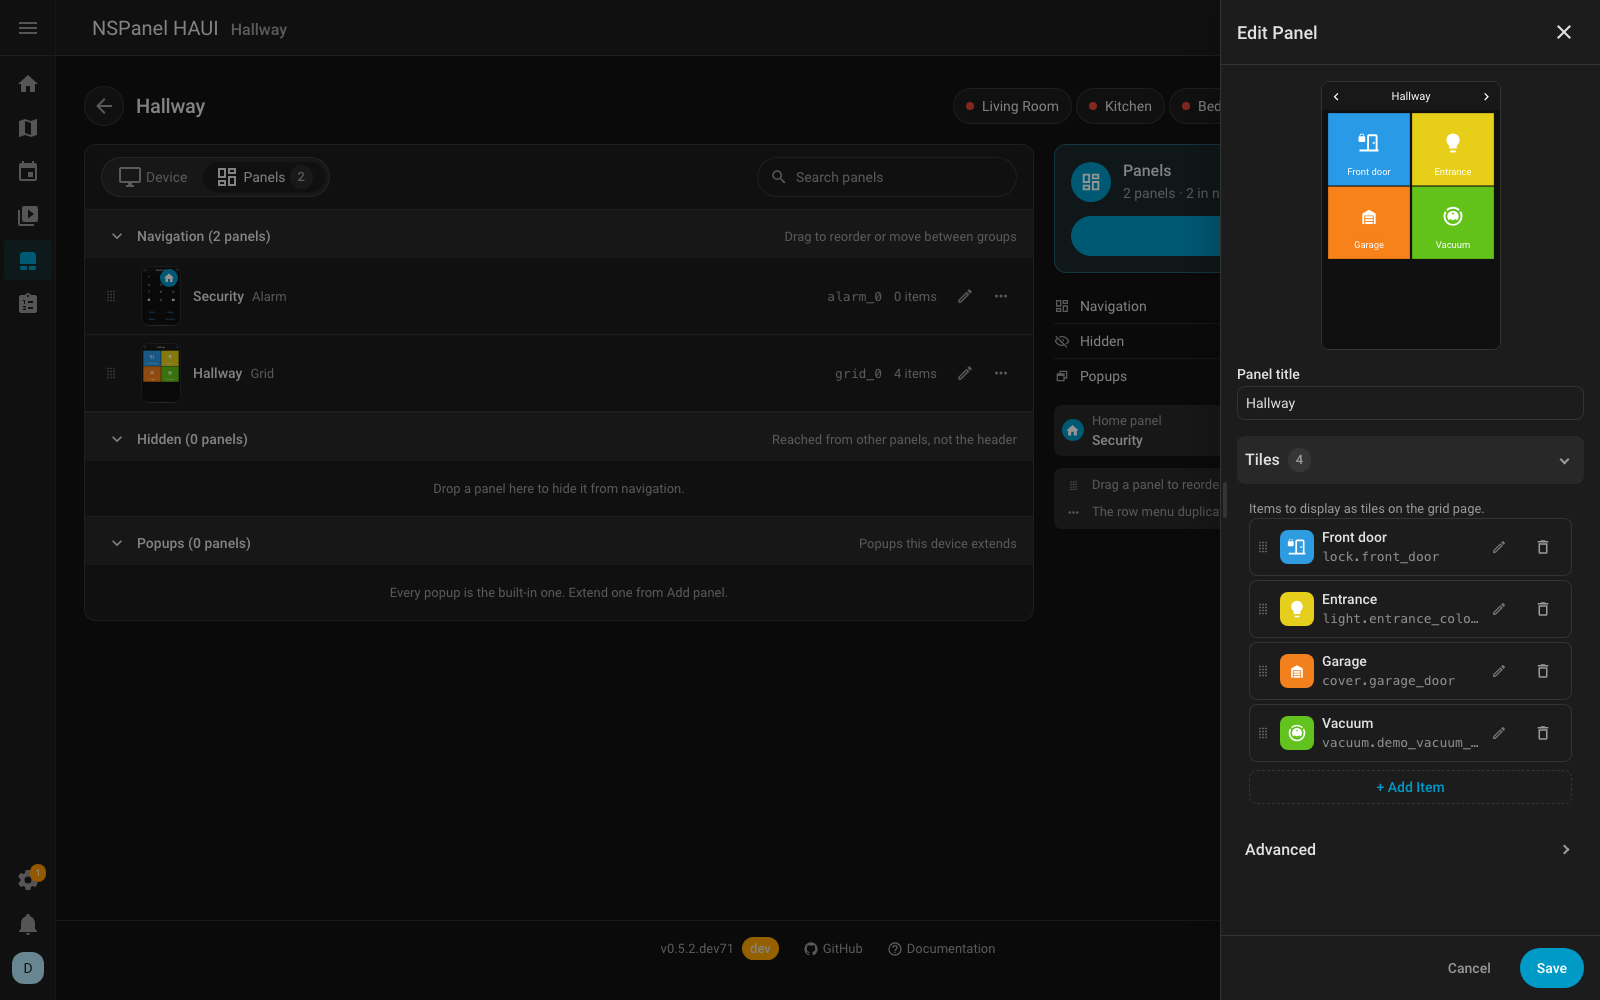 NSPanel HAUI Hallway
Hallway
Living Room
Kitchen
Bed
Device
Panels 2
Search panels
Navigation (2 panels)
Drag to reorder or move between groups
Security Alarm
alarm_0 0 items
Hallway Grid
grid_0 4 items
Hidden (0 panels)
Reached from other panels, not the header
Drop a panel here to hide it from navigation.
Popups (0 panels)
Popups this device extends
Every popup is the built-in one. Extend one from Add panel.
Panels
2 panels · 2 in n
Navigation
Hidden
Popups
Home panel
Security
Drag a panel to reorde
The row menu duplica
1
D
v0.5.2.dev71 dev GitHub Documentation
Edit Panel
Hallway
Front door
Entrance
Garage
Vacuum
Panel title
Hallway
Tiles 4
Items to display as tiles on the grid page.
Front door
lock.front_door
Entrance
light.entrance_colo…
Garage
cover.garage_door
Vacuum
vacuum.demo_vacuum_…
+ Add Item
Advanced
Cancel
Save